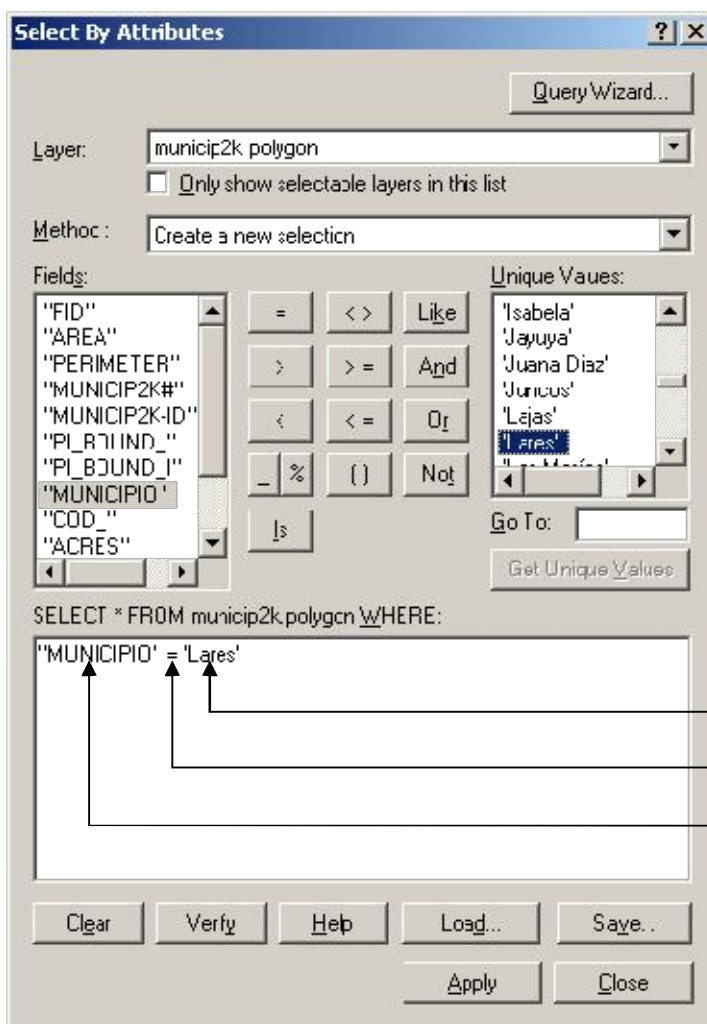 Select By Attributes
Query Wizard...
Layer: municip2k polygon
Only show selectable layers in this list
Method: Create a new selection
Fields: Unique Values:
"FID" = < > Like 'Isabela'
"AREA" 'Jayuya'
"PERIMETER" > > = And 'Juana Diaz'
"MUNICIP2K#" 'Juncos'
"MUNICIP2K-ID" < < = Or 'Lajas'
"PI_BOUND_" 'Lares'
"PI_BOUND_I" _ % ( ) Not
"MUNICIPIO"
"COD_" Is Go To:
"ACRES" Get Unique Values
SELECT * FROM municip2k polygon WHERE:
"MUNICIPIO" = 'Lares'
Clear Verify Help Load... Save...
Apply Close